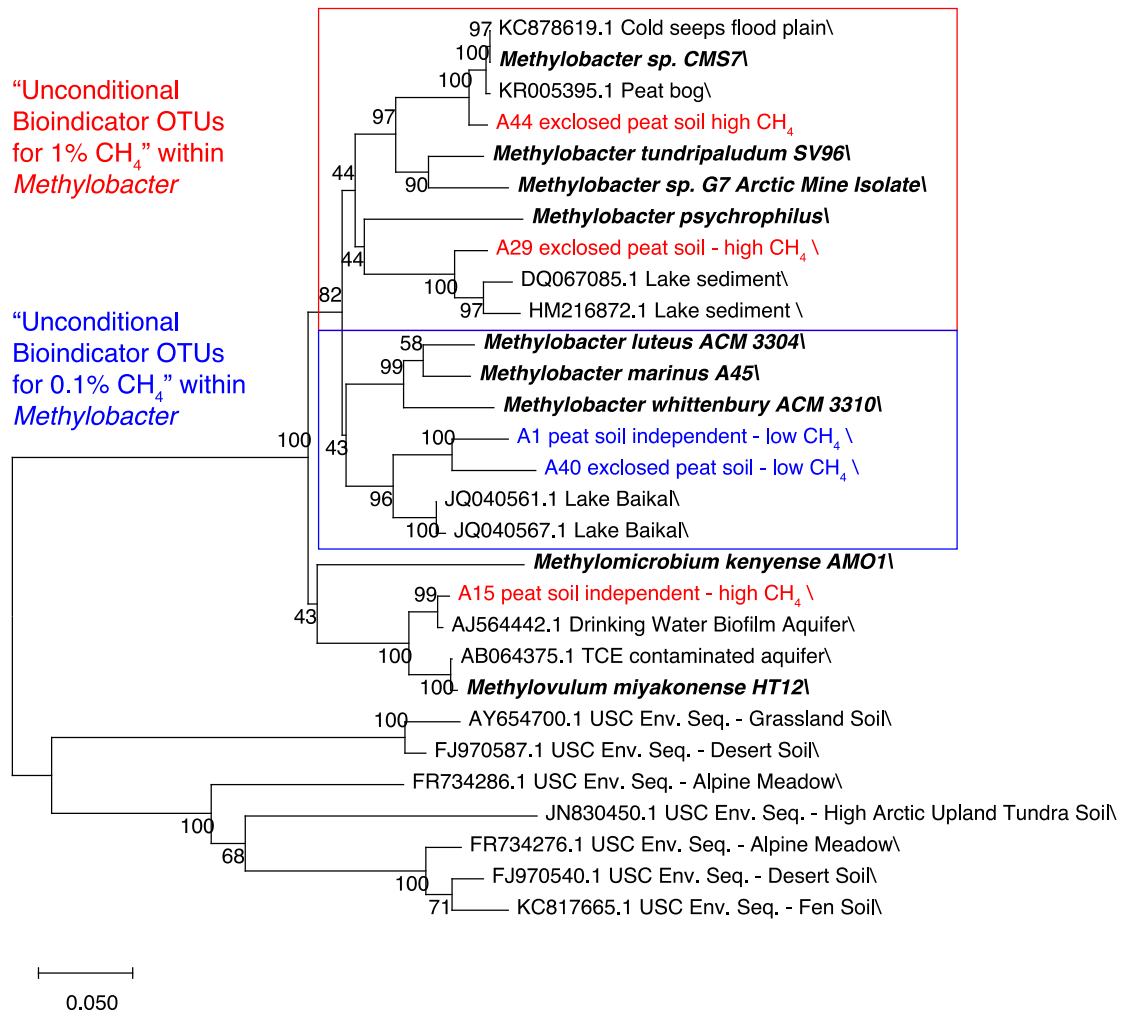 “Unconditional
Bioindicator OTUs
for 1% CH4” within
Methylobacter
“Unconditional
Bioindicator OTUs
for 0.1% CH4” within
Methylobacter
97
KC878619.1 Cold seeps flood plain\
100
Methylobacter sp. CMS7\
100
KR005395.1 Peat bog\
97
A44 exclosed peat soil high CH4
Methylobacter tundripaludum SV96\
44
90
Methylobacter sp. G7 Arctic Mine Isolate\
Methylobacter psychrophilus\
44
A29 exclosed peat soil - high CH4 \
100
DQ067085.1 Lake sediment\
82
97
HM216872.1 Lake sediment \
58
Methylobacter luteus ACM 3304\
99
Methylobacter marinus A45\
Methylobacter whittenbury ACM 3310\
100
43
100
A1 peat soil independent - low CH4 \
A40 exclosed peat soil - low CH4 \
96
JQ040561.1 Lake Baikal\
100
JQ040567.1 Lake Baikal\
Methylomicrobium kenyense AMO1\
99
A15 peat soil independent - high CH4 \
43
AJ564442.1 Drinking Water Biofilm Aquifer\
100
AB064375.1 TCE contaminated aquifer\
100
Methylovulum miyakonense HT12\
100
AY654700.1 USC Env. Seq. - Grassland Soil\
FJ970587.1 USC Env. Seq. - Desert Soil\
FR734286.1 USC Env. Seq. - Alpine Meadow\
100
JN830450.1 USC Env. Seq. - High Arctic Upland Tundra Soil\
68
FR734276.1 USC Env. Seq. - Alpine Meadow\
100
FJ970540.1 USC Env. Seq. - Desert Soil\
71
KC817665.1 USC Env. Seq. - Fen Soil\
0.050